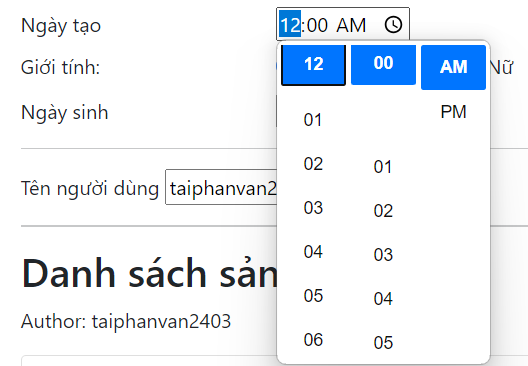 Ngày tạo 12:00 AM
12 00 AM
Giới tính: Nữ
01 PM
Ngày sinh
02 01
03 02
Tên người dùng taiphanvan2
04 03
05 04
06 05
Danh sách sản
Author: taiphanvan2403